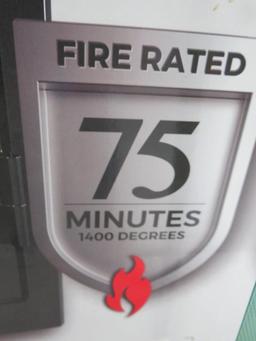 FIRE RATED
75
MINUTES
1400 DEGREES